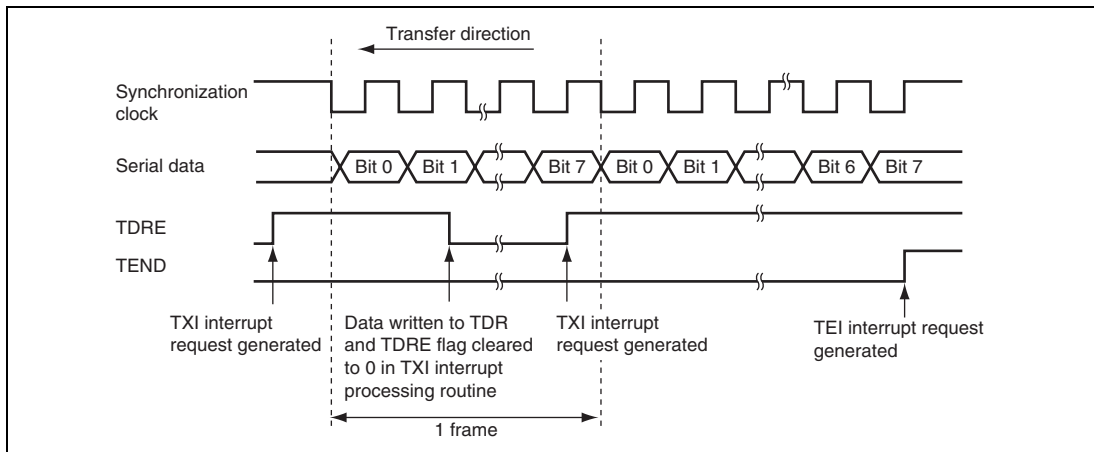 Transfer direction
Synchronization
clock
Serial data
Bit 0
Bit 1
Bit 7
Bit 0
Bit 1
Bit 6
Bit 7
TDRE
TEND
TXI interrupt
request generated
Data written to TDR
and TDRE flag cleared
to 0 in TXI interrupt
processing routine
TXI interrupt
request generated
TEI interrupt request
generated
1 frame